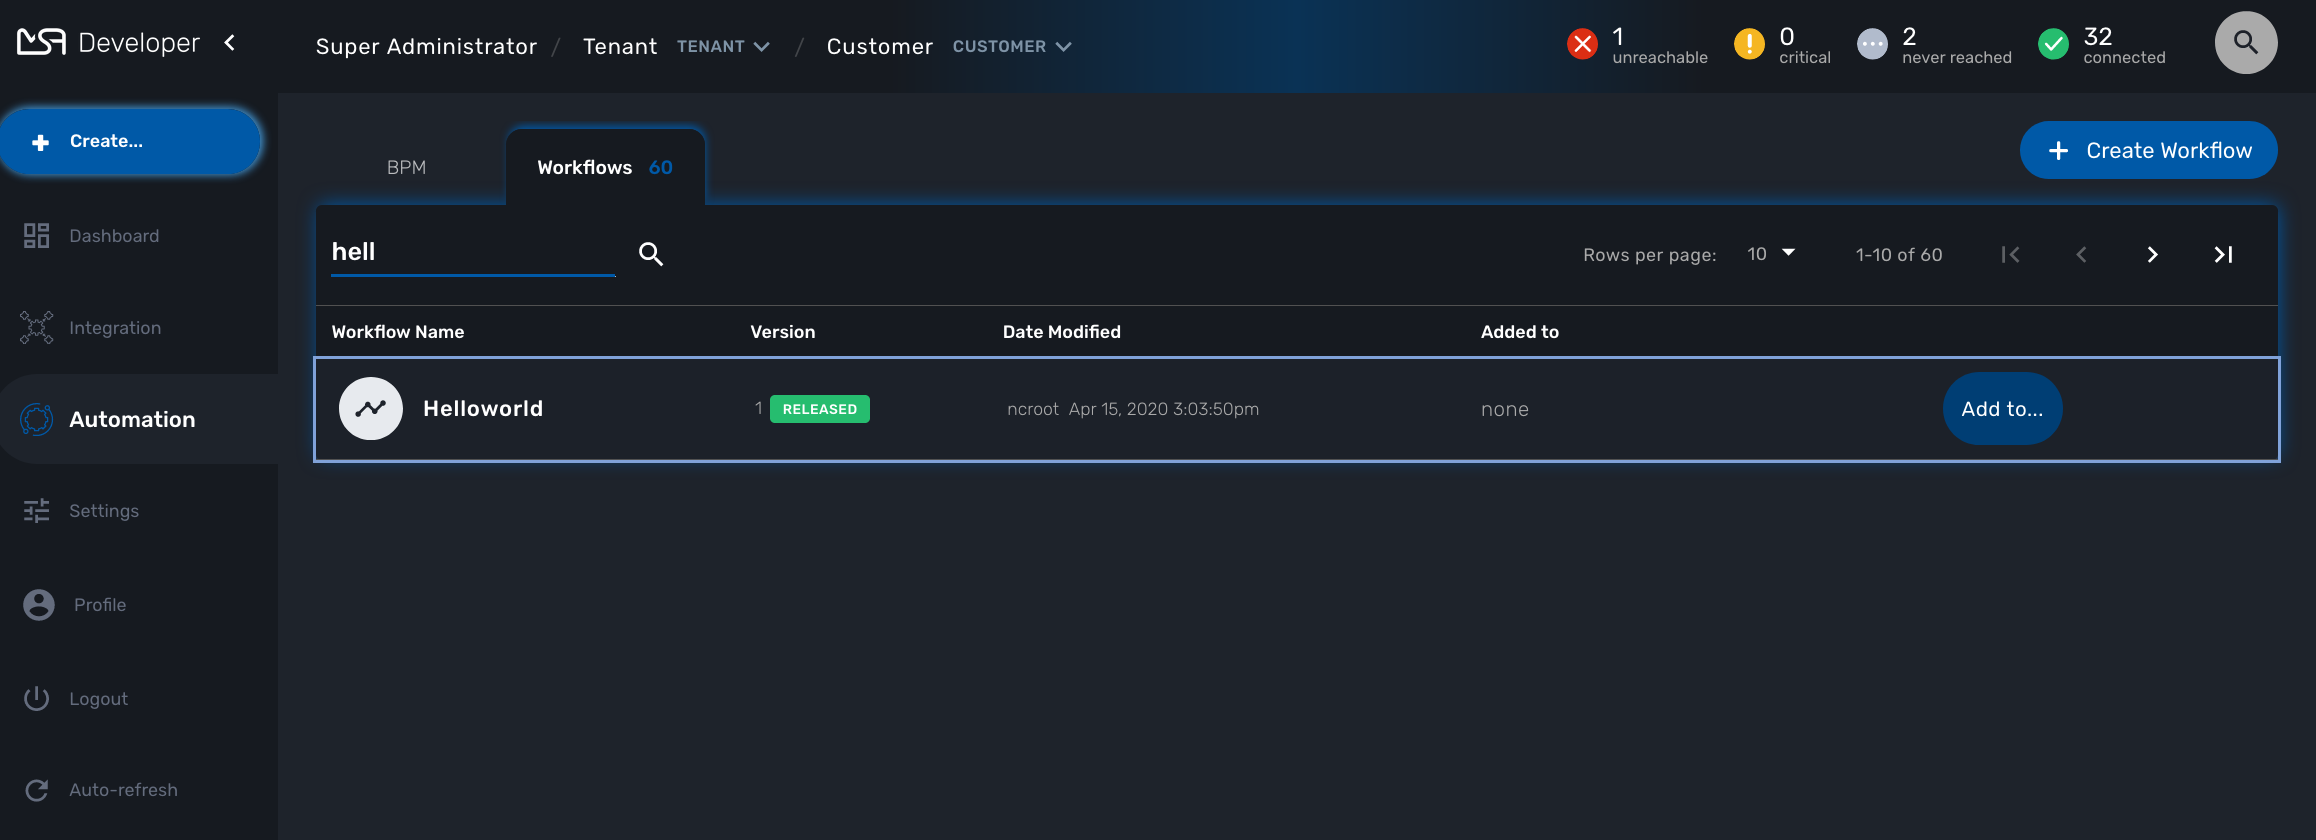 MSA Developer
Super Administrator / Tenant TENANT / Customer CUSTOMER
1 unreachable
0 critical
2 never reached
32 connected
Create...
Dashboard
Integration
Automation
Settings
Profile
Logout
Auto-refresh
BPM
Workflows 60
Create Workflow
hell
Rows per page: 10 1-10 of 60
Workflow Name Version Date Modified Added to
Helloworld 1 RELEASED ncroot Apr 15, 2020 3:03:50pm none Add to...